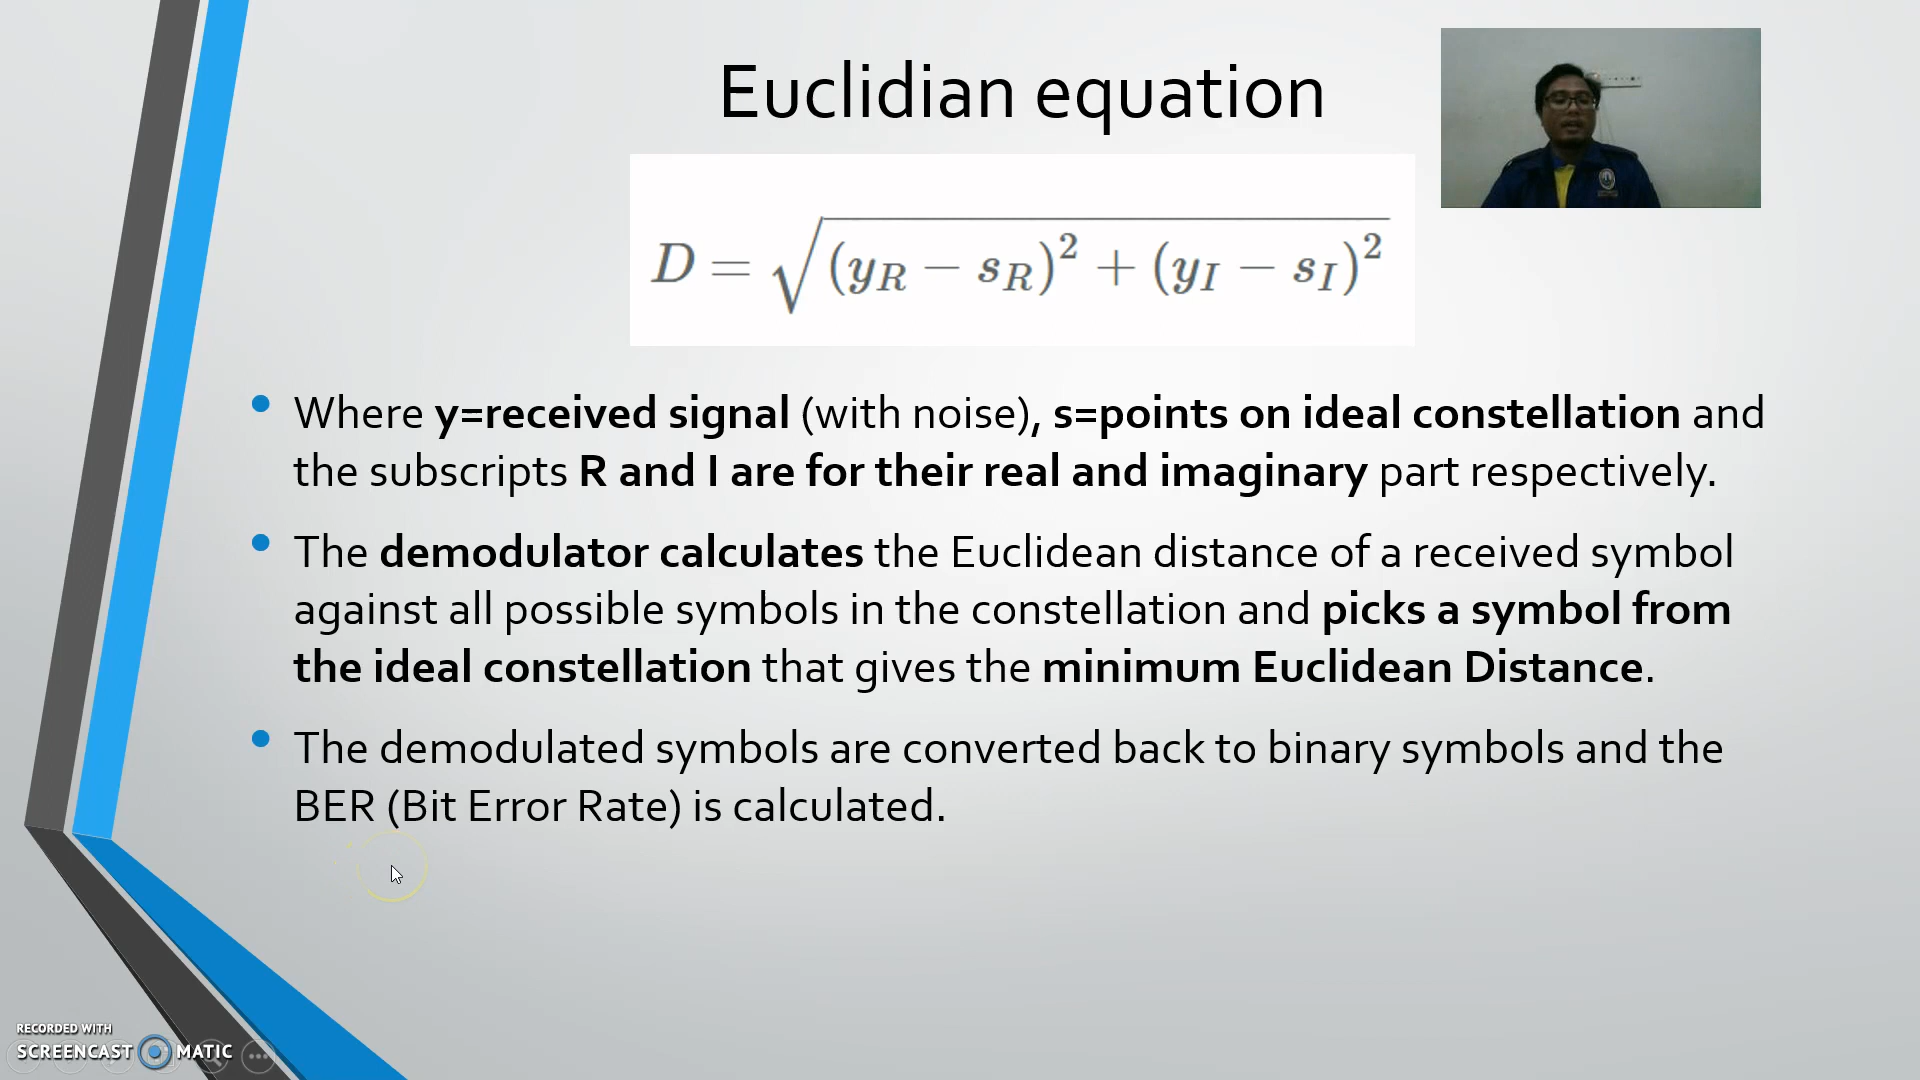 Euclidian equation
D = √(y_R − s_R)² + (y_I − s_I)²
• Where y=received signal (with noise), s=points on ideal constellation and
the subscripts R and I are for their real and imaginary part respectively.
• The demodulator calculates the Euclidean distance of a received symbol
against all possible symbols in the constellation and picks a symbol from
the ideal constellation that gives the minimum Euclidean Distance.
• The demodulated symbols are converted back to binary symbols and the
BER (Bit Error Rate) is calculated.
RECORDED WITH
SCREENCAST MATIC